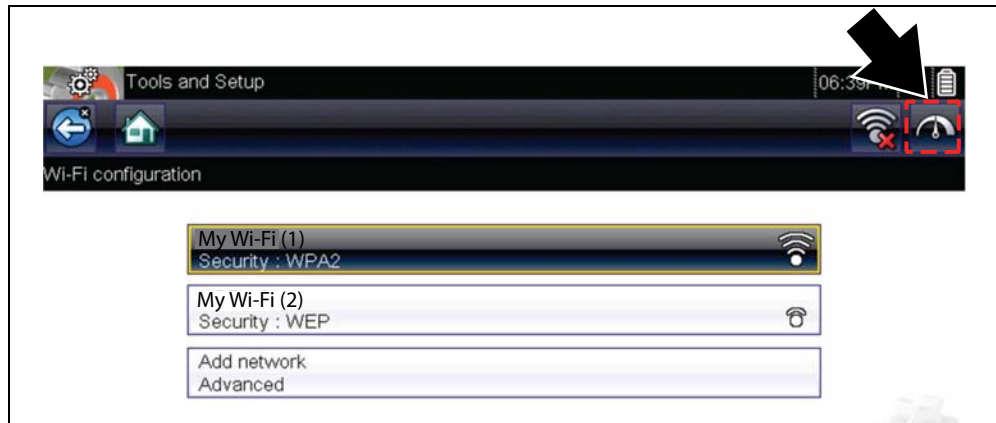 Tools and Setup
Wi-Fi configuration
My Wi-Fi (1)
Security : WPA2
My Wi-Fi (2)
Security : WEP
Add network
Advanced